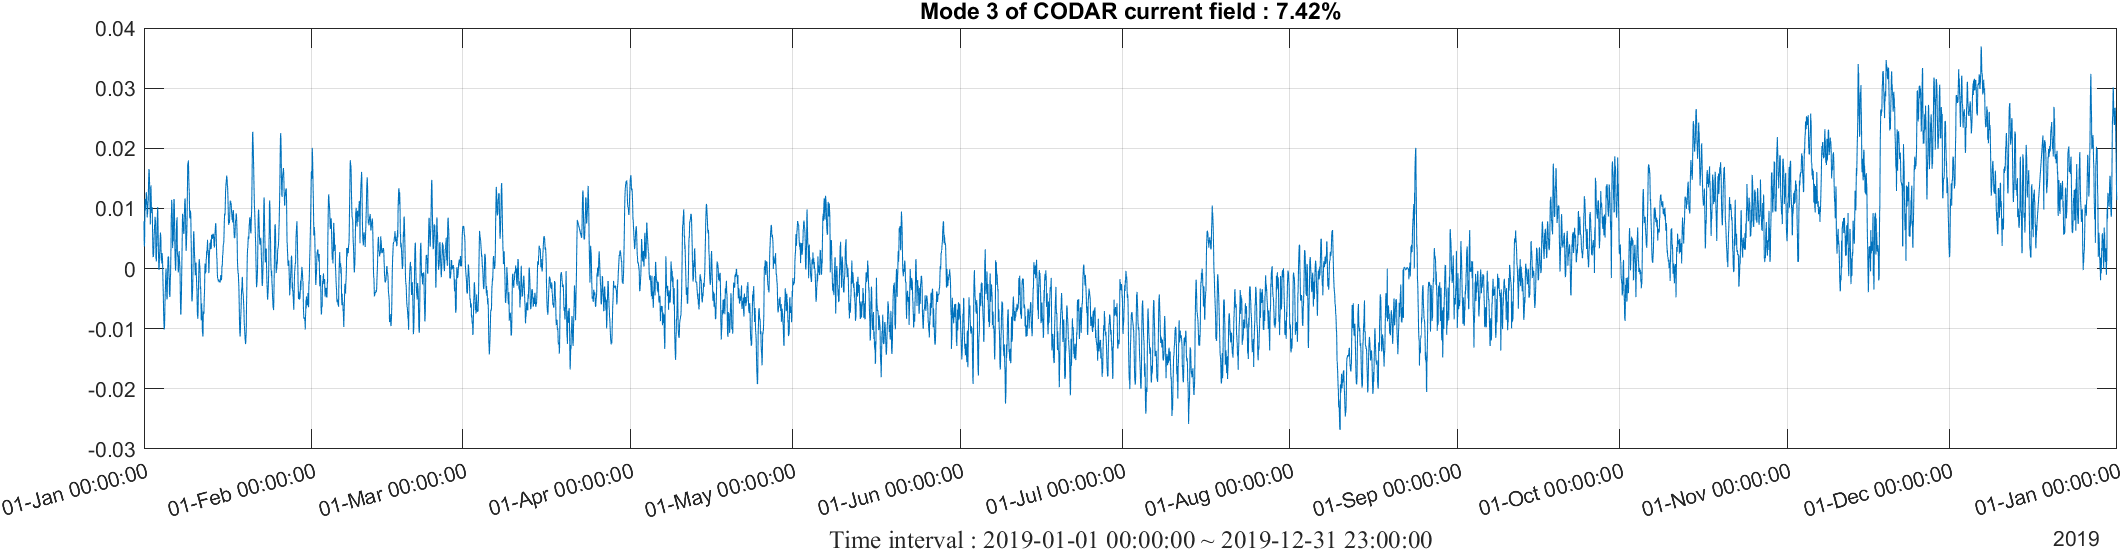 Mode 3 of CODAR current field : 7.42%
0.04
0.03
0.02
0.01
0
-0.01
-0.02
-0.03
01-Jan 00:00:00
01-Feb 00:00:00
01-Mar 00:00:00
01-Apr 00:00:00
01-May 00:00:00
01-Jun 00:00:00
01-Jul 00:00:00
01-Aug 00:00:00
01-Sep 00:00:00
01-Oct 00:00:00
01-Nov 00:00:00
01-Dec 00:00:00
01-Jan 00:00:00
2019
Time interval : 2019-01-01 00:00:00 ~ 2019-12-31 23:00:00